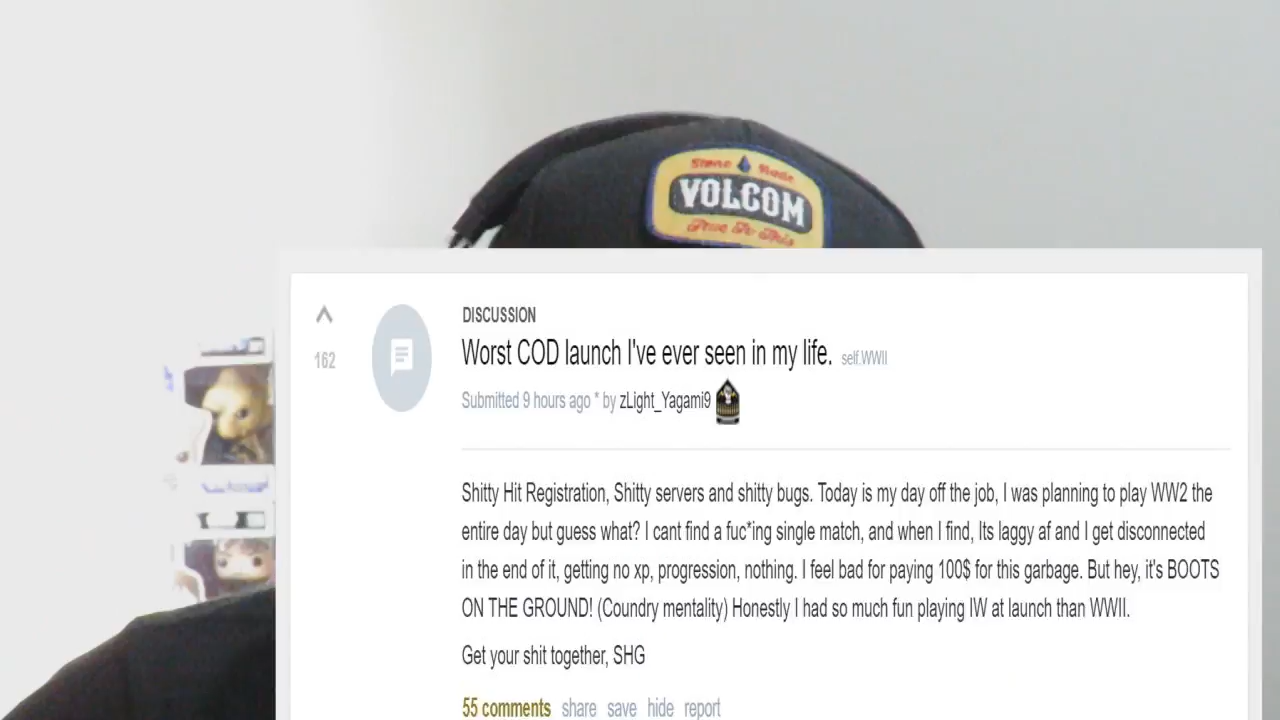 Stone Made
VOLCOM
True To This
DISCUSSION
162
Worst COD launch I've ever seen in my life. self.WWII
Submitted 9 hours ago * by zLight_Yagami9
Shitty Hit Registration, Shitty servers and shitty bugs. Today is my day off the job, I was planning to play WW2 the
entire day but guess what? I cant find a fuc*ing single match, and when I find, Its laggy af and I get disconnected
in the end of it, getting no xp, progression, nothing. I feel bad for paying 100$ for this garbage. But hey, it's BOOTS
ON THE GROUND! (Coundry mentality) Honestly I had so much fun playing IW at launch than WWII.
Get your shit together, SHG
55 comments share save hide report